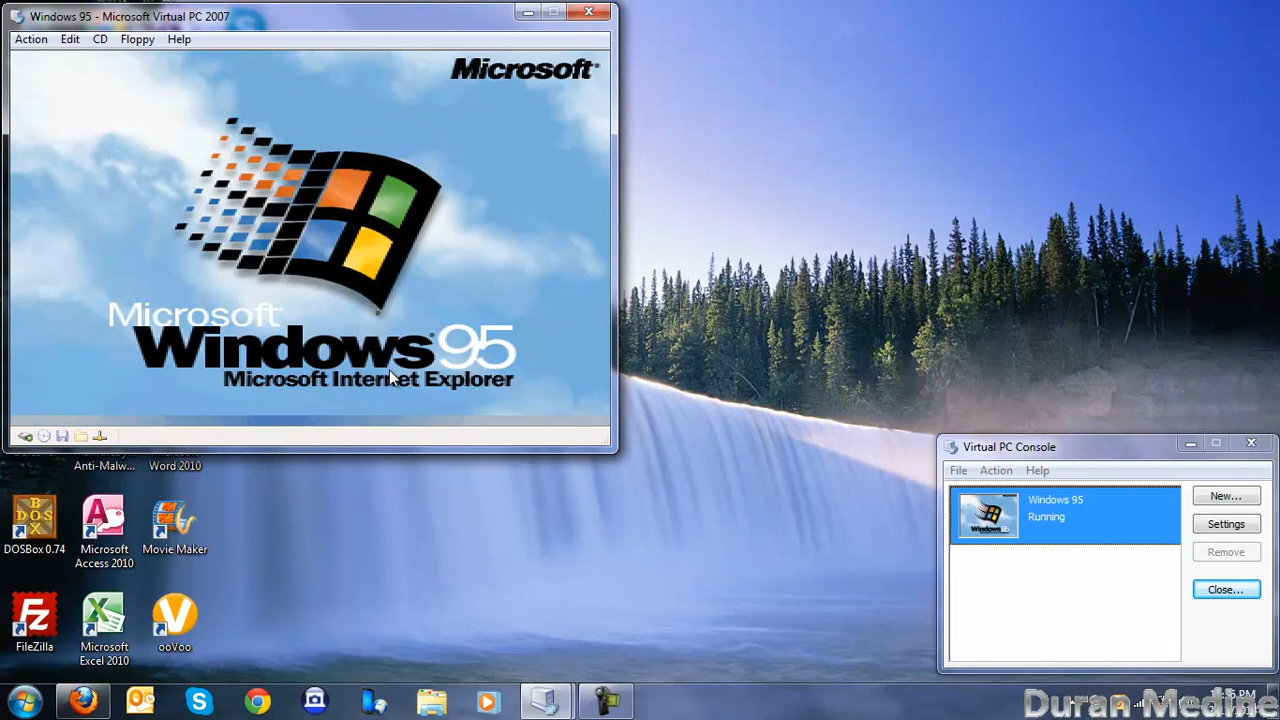 Windows 95 - Microsoft Virtual PC 2007
Action Edit CD Floppy Help
Microsoft
Microsoft
Windows 95
Microsoft Internet Explorer
Anti-Malw...
Word 2010
DOSBox 0.74
Microsoft Access 2010
Movie Maker
FileZilla
Microsoft Excel 2010
ooVoo
Virtual PC Console
File Action Help
Windows 95
Running
New...
Settings
Remove
Close...
Duran Medine